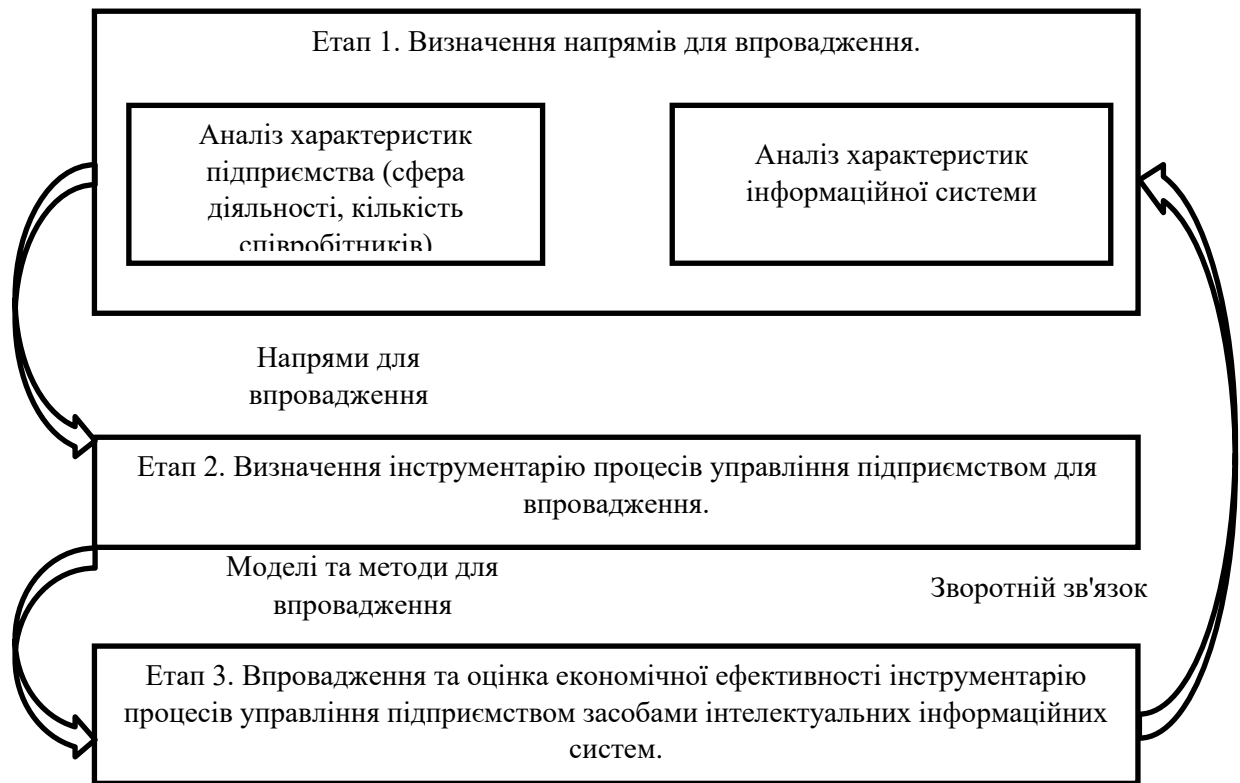 Етап 1. Визначення напрямів для впровадження.
Аналіз характеристик
підприємства (сфера
діяльності, кількість
співробітників)
Аналіз характеристик
інформаційної системи
Напрями для
впровадження
Етап 2. Визначення інструментарію процесів управління підприємством для
впровадження.
Моделі та методи для
впровадження
Зворотній зв'язок
Етап 3. Впровадження та оцінка економічної ефективності інструментарію
процесів управління підприємством засобами інтелектуальних інформаційних
систем.